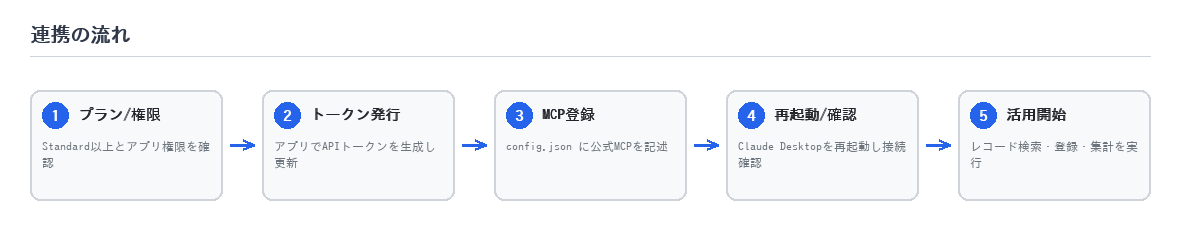 連携の流れ
1 プラン/権限
Standard以上とアプリ権限を確
認
2 トークン発行
アプリでAPIトークンを生成し
更新
3 MCP登録
config.json に公式MCPを記述
4 再起動/確認
Claude Desktopを再起動し接続
確認
5 活用開始
レコード検索・登録・集計を実
行